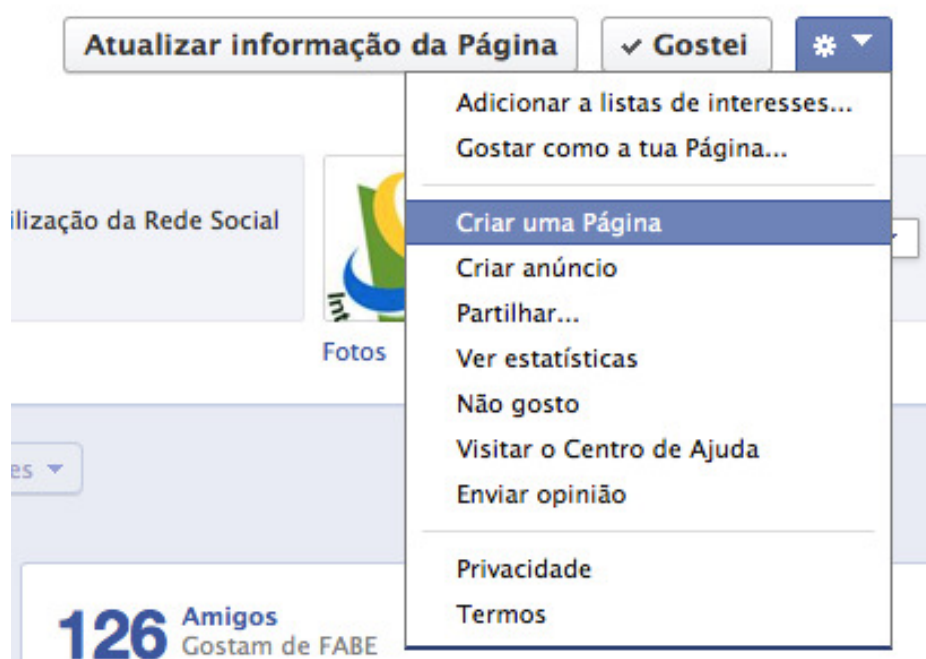 Atualizar informação da Página
✓ Gostei
Adicionar a listas de interesses...
Gostar como a tua Página...
Criar uma Página
Criar anúncio
Partilhar...
Ver estatísticas
Não gosto
Visitar o Centro de Ajuda
Enviar opinião
Privacidade
Termos
ilização da Rede Social
Int
Fotos
es
126 Amigos
Gostam de FABE